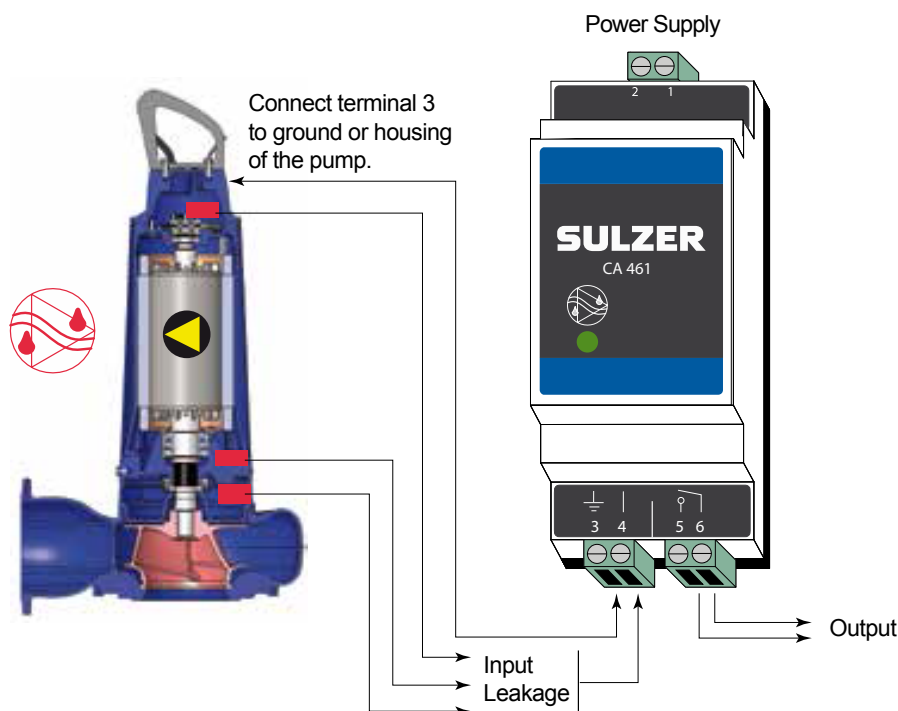 Power Supply
2 1
Connect terminal 3
to ground or housing
of the pump.
SULZER
CA 461
3 4 5 6
Output
Input
Leakage